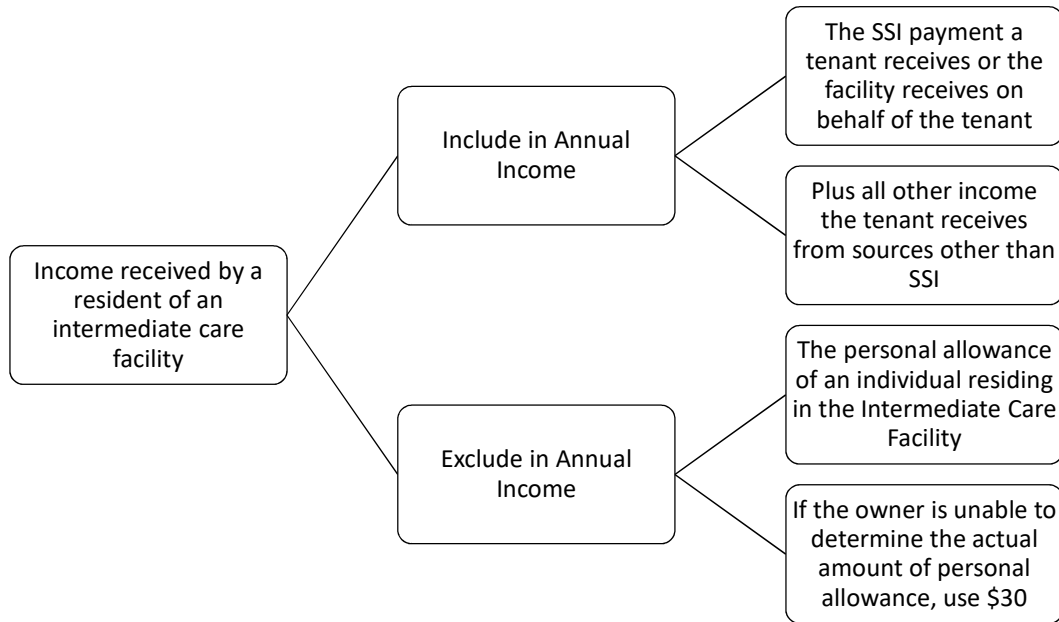 Income received by a
resident of an
intermediate care
facility
Include in Annual
Income
The SSI payment a
tenant receives or the
facility receives on
behalf of the tenant
Plus all other income
the tenant receives
from sources other than
SSI
Exclude in Annual
Income
The personal allowance
of an individual residing
in the Intermediate Care
Facility
If the owner is unable to
determine the actual
amount of personal
allowance, use $30